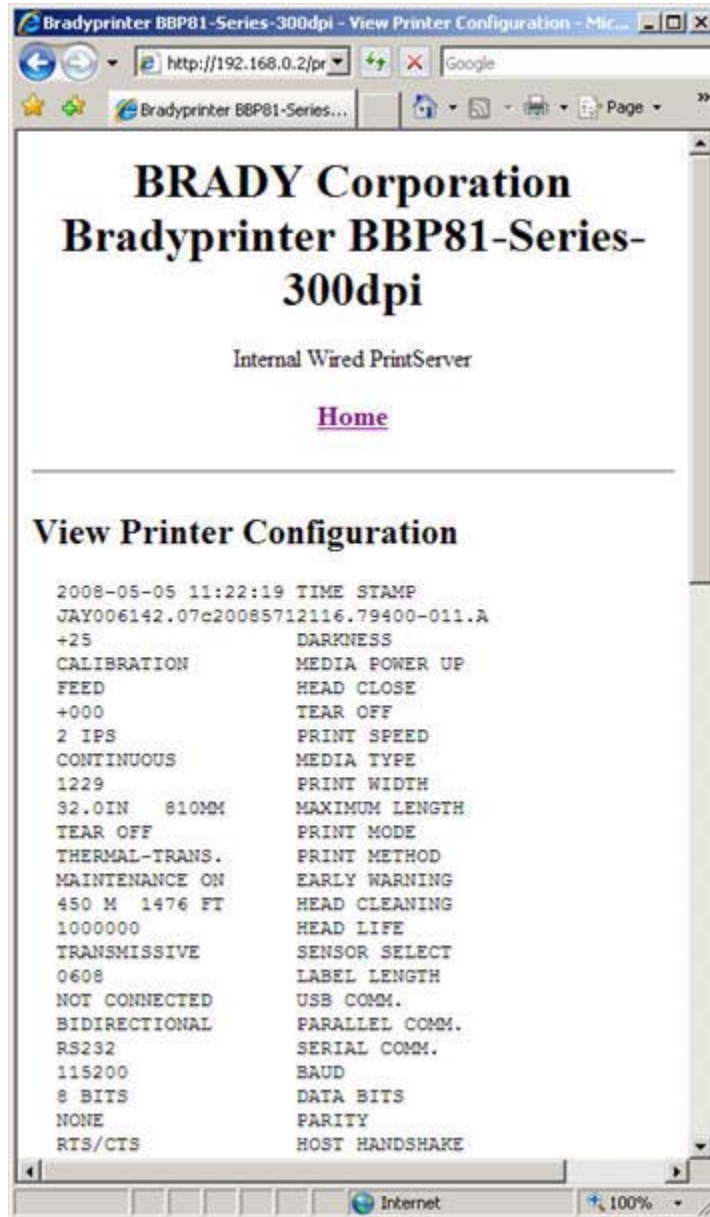 Bradyprinter BBP81-Series-300dpi - View Printer Configuration - Mic...
http://192.168.0.2/pr
Google
Bradyprinter BBP81-Series...
Page
BRADY Corporation
Bradyprinter BBP81-Series-
300dpi
Internal Wired PrintServer
Home
View Printer Configuration
2008-05-05 11:22:19 TIME STAMP
JAY006142.07c20085712116.79400-011.A
+25 DARKNESS
CALIBRATION MEDIA POWER UP
FEED HEAD CLOSE
+000 TEAR OFF
2 IPS PRINT SPEED
CONTINUOUS MEDIA TYPE
1229 PRINT WIDTH
32.0IN 810MM MAXIMUM LENGTH
TEAR OFF PRINT MODE
THERMAL-TRANS. PRINT METHOD
MAINTENANCE ON EARLY WARNING
450 M 1476 FT HEAD CLEANING
1000000 HEAD LIFE
TRANSMISSIVE SENSOR SELECT
0608 LABEL LENGTH
NOT CONNECTED USB COMM.
BIDIRECTIONAL PARALLEL COMM.
RS232 SERIAL COMM.
115200 BAUD
8 BITS DATA BITS
NONE PARITY
RTS/CTS HOST HANDSHAKE
Internet
100%